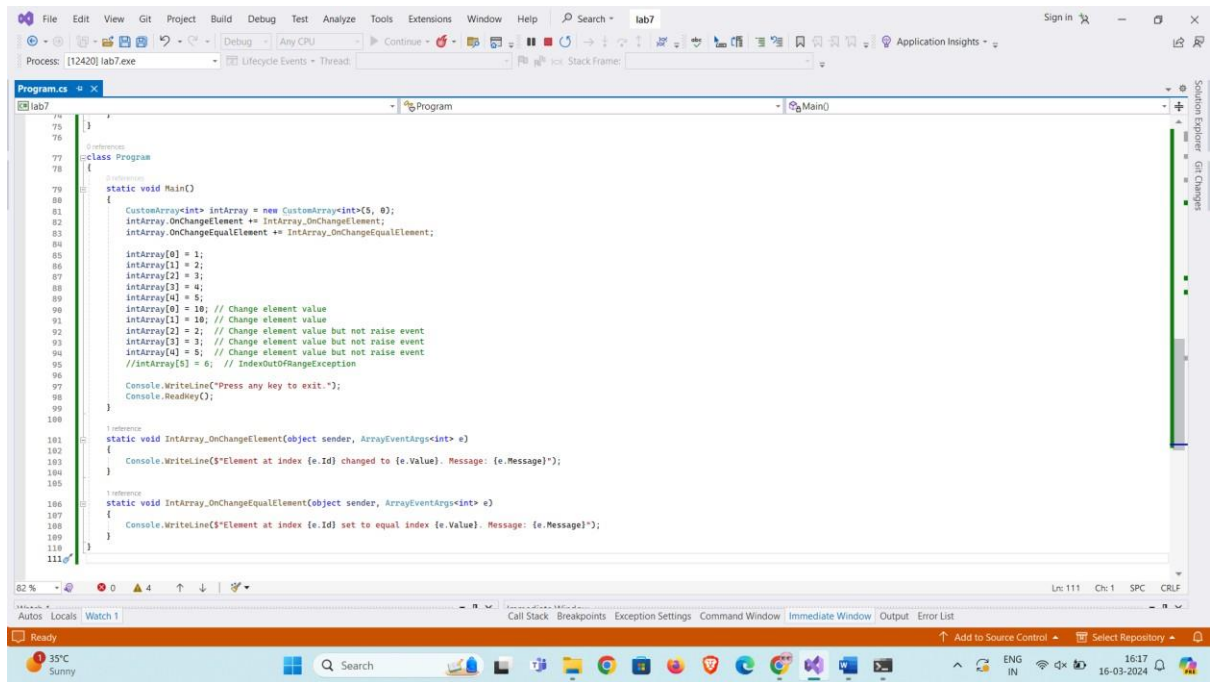 File Edit View Git Project Build Debug Test Analyze Tools Extensions Window Help Search lab7 Sign in
Debug Any CPU Continue Application Insights
Process: [12420] lab7.exe Lifecycle Events Thread: Stack Frame:
Program.cs
lab7 Program Main()
Solution Explorer
Git Changes
74 }
75 }
76
0 references
77 class Program
78 {
0 references
79 static void Main()
80 {
81 CustomArray<int> intArray = new CustomArray<int>(5, 0);
82 intArray.OnChangeElement += IntArray_OnChangeElement;
83 intArray.OnChangeEqualElement += IntArray_OnChangeEqualElement;
84
85 intArray[0] = 1;
86 intArray[1] = 2;
87 intArray[2] = 3;
88 intArray[3] = 4;
89 intArray[4] = 5;
90 intArray[0] = 10; // Change element value
91 intArray[1] = 10; // Change element value
92 intArray[2] = 2; // Change element value but not raise event
93 intArray[3] = 3; // Change element value but not raise event
94 intArray[4] = 5; // Change element value but not raise event
95 //intArray[5] = 6; // IndexOutOfRangeException
96
97 Console.WriteLine("Press any key to exit.");
98 Console.ReadKey();
99 }
100
1 reference
101 static void IntArray_OnChangeElement(object sender, ArrayEventArgs<int> e)
102 {
103 Console.WriteLine($"Element at index {e.Id} changed to {e.Value}. Message: {e.Message}");
104 }
105
1 reference
106 static void IntArray_OnChangeEqualElement(object sender, ArrayEventArgs<int> e)
107 {
108 Console.WriteLine($"Element at index {e.Id} set to equal index {e.Value}. Message: {e.Message}");
109 }
110 }
111
82 % 0 4 Ln: 111 Ch: 1 SPC CRLF
Autos Locals Watch 1 Call Stack Breakpoints Exception Settings Command Window Immediate Window Output Error List
Ready Add to Source Control Select Repository
1 35°C Search ENG 16:17
Sunny IN 16-03-2024